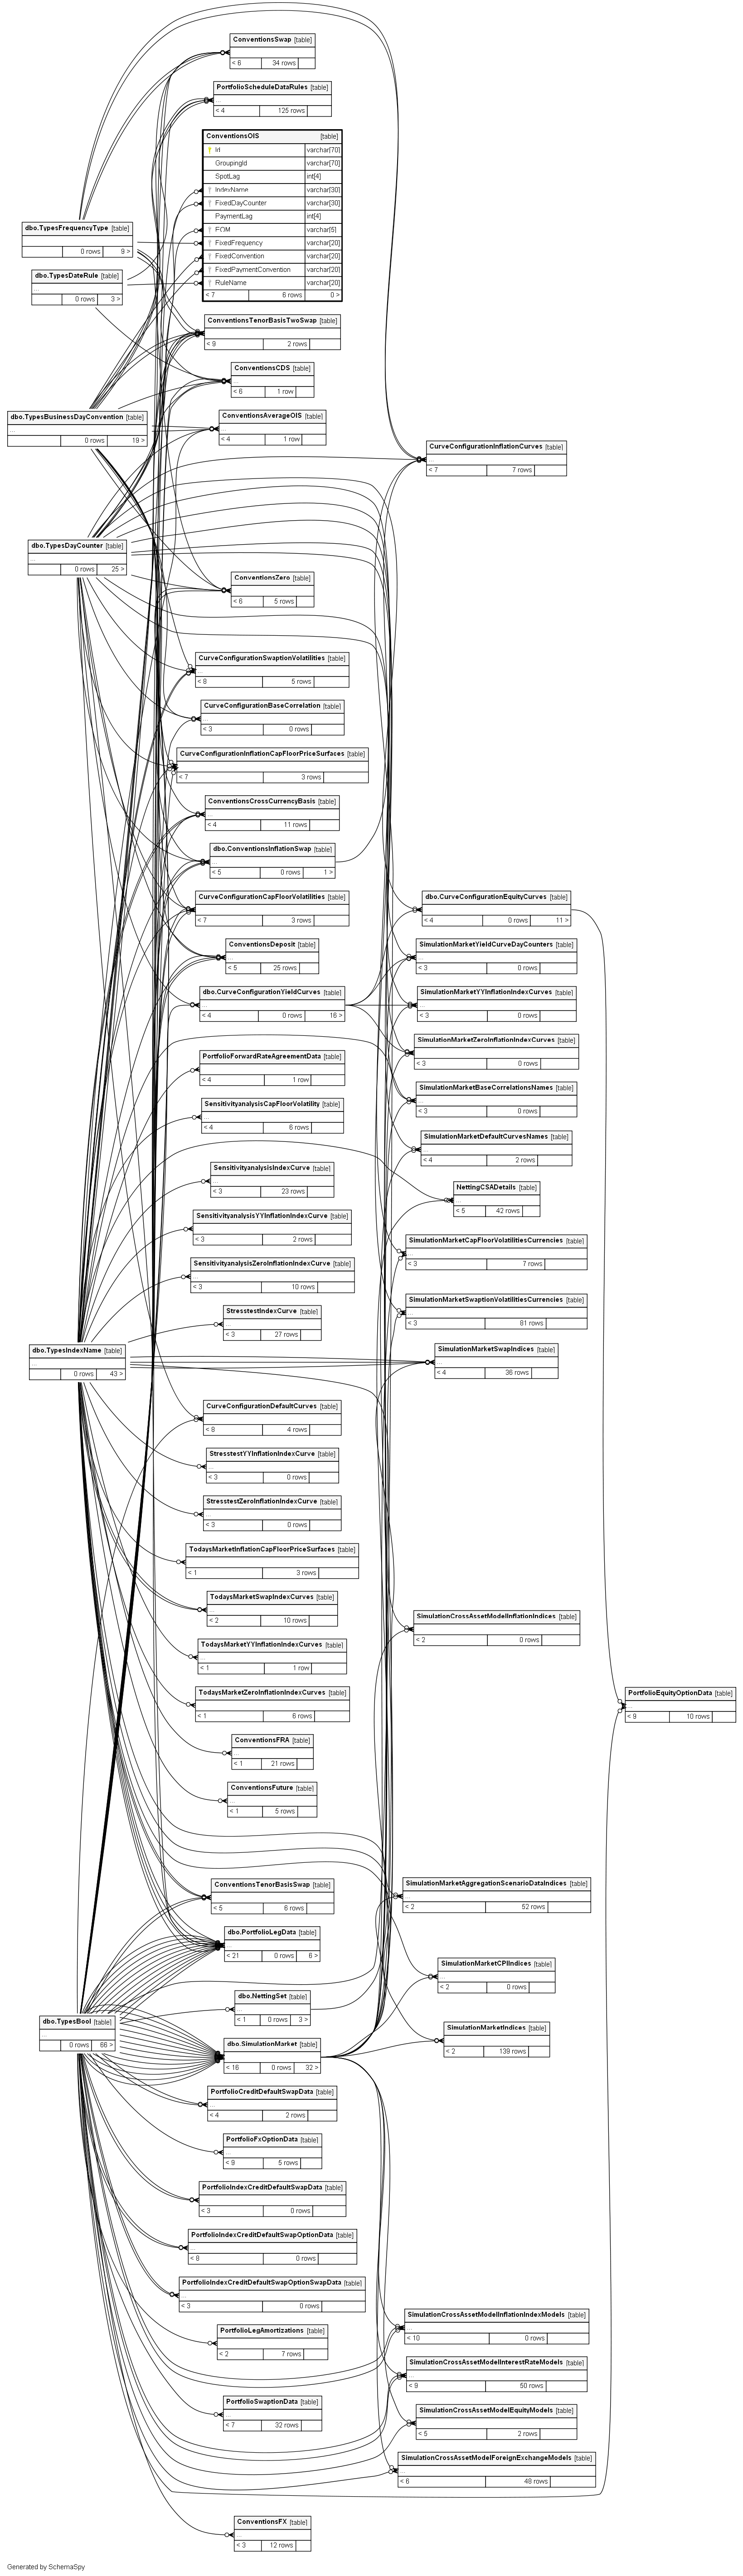 ConventionsSwap [table]
...
< 6 34 rows
PortfolioScheduleDataRules [table]
...
< 4 125 rows
ConventionsOIS [table]
Id varchar[70]
GroupingId varchar[70]
SpotLag int[4]
IndexName varchar[30]
FixedDayCounter varchar[30]
PaymentLag int[4]
EOM varchar[5]
FixedFrequency varchar[20]
FixedConvention varchar[20]
FixedPaymentConvention varchar[20]
RuleName varchar[20]
< 7 6 rows 0 >
dbo.TypesFrequencyType [table]
...
0 rows 9 >
dbo.TypesDateRule [table]
...
0 rows 3 >
ConventionsTenorBasisTwoSwap [table]
...
< 9 2 rows
ConventionsCDS [table]
...
< 6 1 row
dbo.TypesBusinessDayConvention [table]
...
0 rows 19 >
ConventionsAverageOIS [table]
...
< 4 1 row
CurveConfigurationInflationCurves [table]
...
< 7 7 rows
dbo.TypesDayCounter [table]
...
0 rows 25 >
ConventionsZero [table]
...
< 6 5 rows
CurveConfigurationSwaptionVolatilities [table]
...
< 8 5 rows
CurveConfigurationBaseCorrelation [table]
...
< 3 0 rows
CurveConfigurationInflationCapFloorPriceSurfaces [table]
...
< 7 3 rows
ConventionsCrossCurrencyBasis [table]
...
< 4 11 rows
dbo.ConventionsInflationSwap [table]
...
< 5 0 rows 1 >
CurveConfigurationCapFloorVolatilities [table]
...
< 7 3 rows
dbo.CurveConfigurationEquityCurves [table]
...
< 4 0 rows 11 >
ConventionsDeposit [table]
...
< 5 25 rows
SimulationMarketYieldCurveDayCounters [table]
...
< 3 0 rows
dbo.CurveConfigurationYieldCurves [table]
...
< 4 0 rows 16 >
SimulationMarketYYInflationIndexCurves [table]
...
< 3 0 rows
SimulationMarketZeroInflationIndexCurves [table]
...
< 3 0 rows
PortfolioForwardRateAgreementData [table]
...
< 4 1 row
SimulationMarketBaseCorrelationsNames [table]
...
< 3 0 rows
SensitivityanalysisCapFloorVolatility [table]
...
< 4 6 rows
SimulationMarketDefaultCurvesNames [table]
...
< 4 2 rows
SensitivityanalysisIndexCurve [table]
...
< 3 23 rows
NettingCSADetails [table]
...
< 5 42 rows
SensitivityanalysisYYInflationIndexCurve [table]
...
< 3 2 rows
SimulationMarketCapFloorVolatilitiesCurrencies [table]
...
< 3 7 rows
SensitivityanalysisZeroInflationIndexCurve [table]
...
< 3 10 rows
SimulationMarketSwaptionVolatilitiesCurrencies [table]
...
< 3 81 rows
StresstestIndexCurve [table]
...
< 3 27 rows
dbo.TypesIndexName [table]
...
0 rows 43 >
SimulationMarketSwapIndices [table]
...
< 4 36 rows
CurveConfigurationDefaultCurves [table]
...
< 8 4 rows
StresstestYYInflationIndexCurve [table]
...
< 3 0 rows
StresstestZeroInflationIndexCurve [table]
...
< 3 0 rows
TodaysMarketInflationCapFloorPriceSurfaces [table]
...
< 1 3 rows
TodaysMarketSwapIndexCurves [table]
...
< 2 10 rows
SimulationCrossAssetModelInflationIndices [table]
...
< 2 0 rows
TodaysMarketYYInflationIndexCurves [table]
...
< 1 1 row
TodaysMarketZeroInflationIndexCurves [table]
...
< 1 6 rows
PortfolioEquityOptionData [table]
...
< 9 10 rows
ConventionsFRA [table]
...
< 1 21 rows
ConventionsFuture [table]
...
< 1 5 rows
ConventionsTenorBasisSwap [table]
...
< 5 6 rows
SimulationMarketAggregationScenarioDataIndices [table]
...
< 2 52 rows
dbo.PortfolioLegData [table]
...
< 21 0 rows 6 >
SimulationMarketCPIIndices [table]
...
< 2 0 rows
dbo.NettingSet [table]
...
< 1 0 rows 3 >
dbo.TypesBool [table]
...
0 rows 66 >
SimulationMarketIndices [table]
...
< 2 139 rows
dbo.SimulationMarket [table]
...
< 16 0 rows 32 >
PortfolioCreditDefaultSwapData [table]
...
< 4 2 rows
PortfolioFxOptionData [table]
...
< 9 5 rows
PortfolioIndexCreditDefaultSwapData [table]
...
< 3 0 rows
PortfolioIndexCreditDefaultSwapOptionData [table]
...
< 8 0 rows
PortfolioIndexCreditDefaultSwapOptionSwapData [table]
...
< 3 0 rows
SimulationCrossAssetModelInflationIndexModels [table]
...
< 10 0 rows
PortfolioLegAmortizations [table]
...
< 2 7 rows
SimulationCrossAssetModelInterestRateModels [table]
...
< 9 50 rows
PortfolioSwaptionData [table]
...
< 7 32 rows
SimulationCrossAssetModelEquityModels [table]
...
< 5 2 rows
SimulationCrossAssetModelForeignExchangeModels [table]
...
< 6 48 rows
ConventionsFX [table]
...
< 3 12 rows
Generated by SchemaSpy